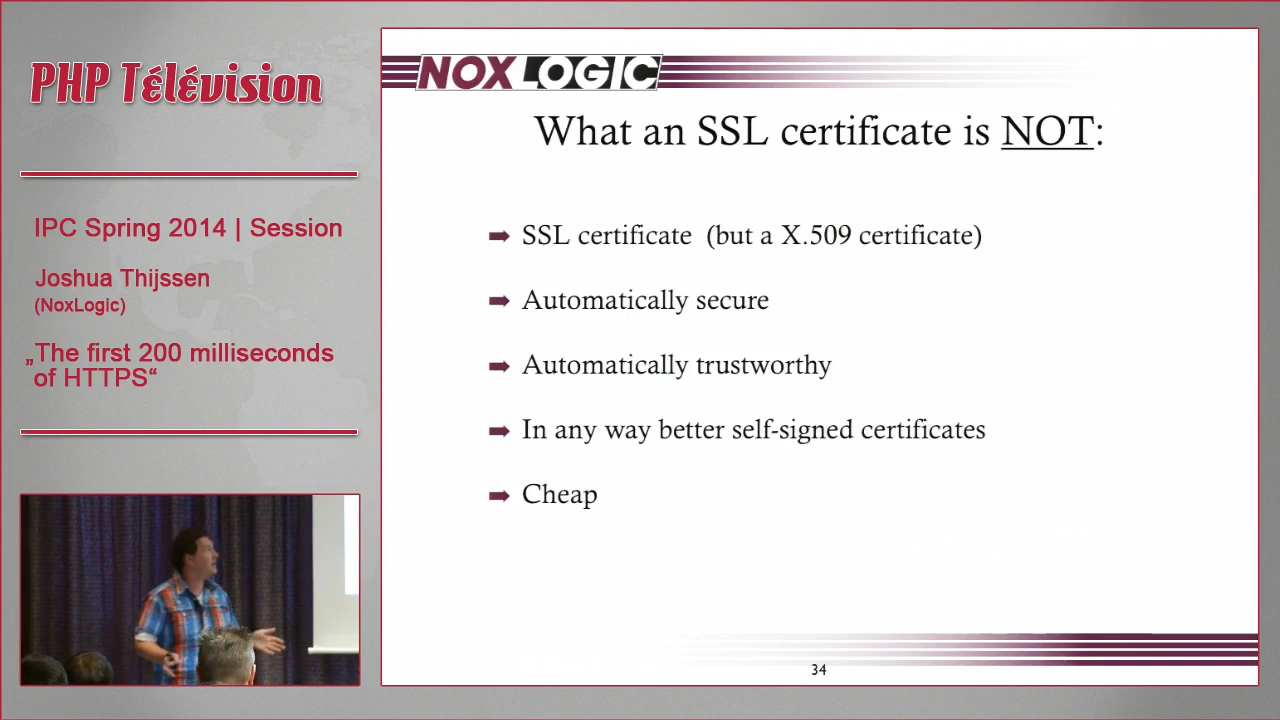 PHP Télévision
IPC Spring 2014 | Session
Joshua Thijssen
(NoxLogic)
„The first 200 milliseconds
of HTTPS“
NOXLOGIC
What an SSL certificate is NOT:
➡ SSL certificate (but a X.509 certificate)
➡ Automatically secure
➡ Automatically trustworthy
➡ In any way better self-signed certificates
➡ Cheap
34